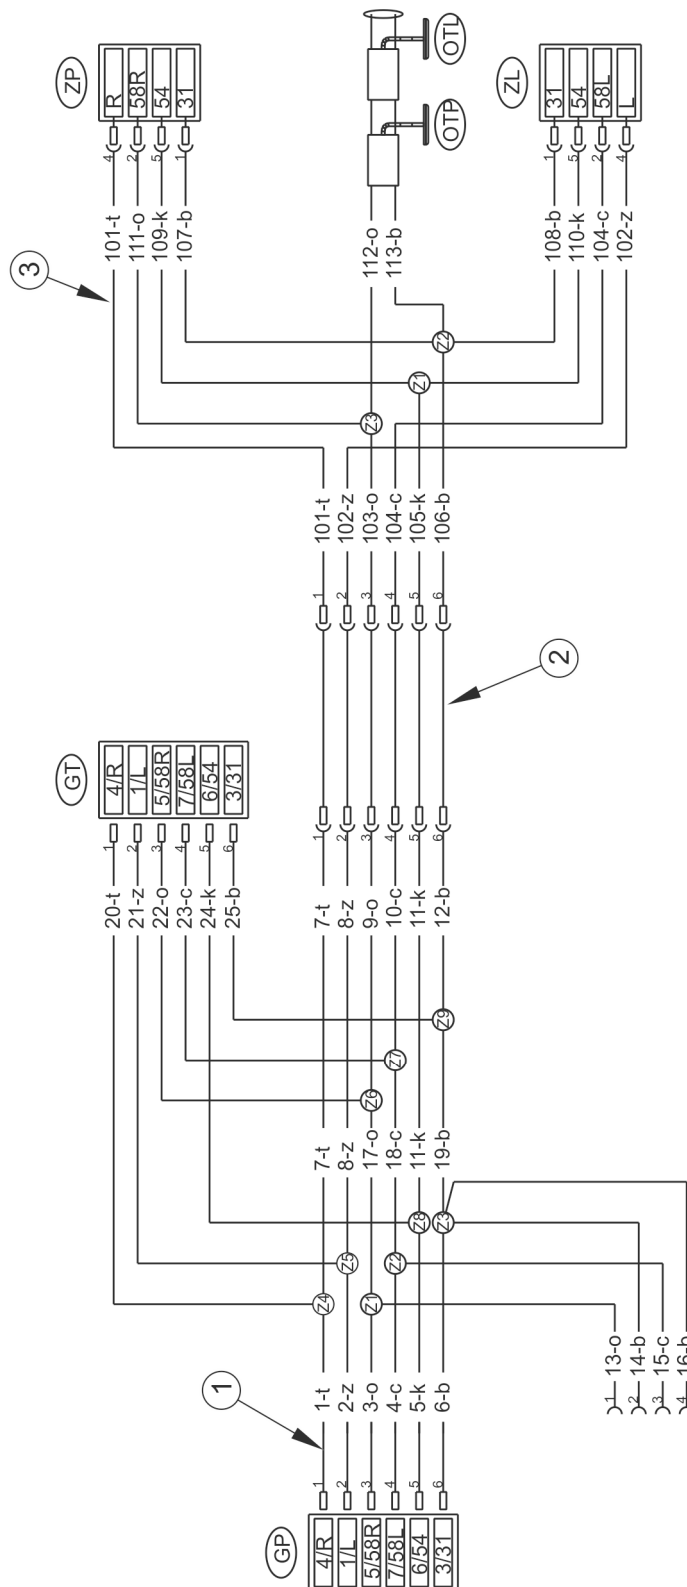 ZP
R
58R
54
31
4
2
5
1
101-t
111-o
109-k
107-b
3
OTL
OTP
112-o
113-b
ZL
31
54
58L
L
1
5
2
4
108-b
110-k
104-c
102-z
Z2
Z1
Z3
101-t
102-z
103-o
104-c
105-k
106-b
1
2
3
4
5
6
2
GT
4/R
1/L
5/58R
7/58L
6/54
3/31
1
2
3
4
5
6
20-t
21-z
22-o
23-c
24-k
25-b
1
2
3
4
5
6
7-t
8-z
9-o
10-c
11-k
12-b
Z9
Z7
Z6
7-t
8-z
17-o
18-c
11-k
19-b
Z8
Z3
Z5
Z2
Z4
Z1
13-o
14-b
15-c
16-b
1
2
3
4
1
1-t
2-z
3-o
4-c
5-k
6-b
1
2
3
4
5
6
GP
4/R
1/L
5/58R
7/58L
6/54
3/31